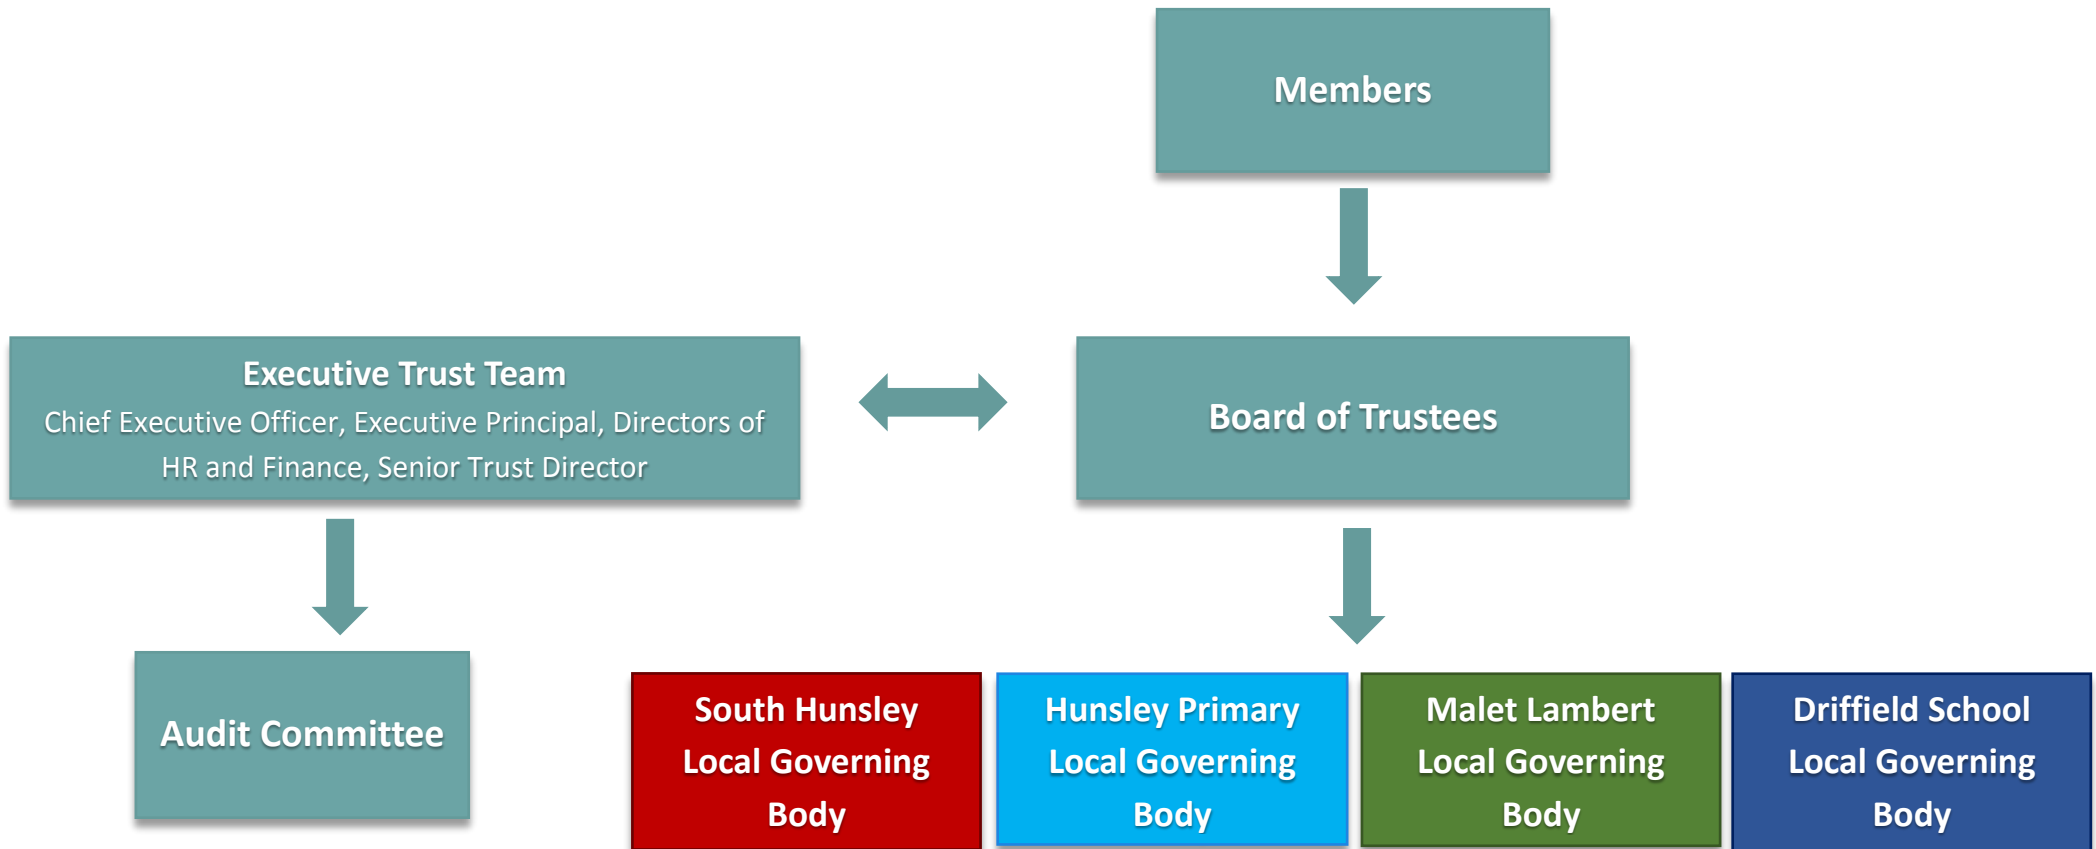 Members
Executive Trust Team
Chief Executive Officer, Executive Principal, Directors of
HR and Finance, Senior Trust Director
Board of Trustees
Audit Committee
South Hunsley
Local Governing
Body
Hunsley Primary
Local Governing
Body
Malet Lambert
Local Governing
Body
Driffield School
Local Governing
Body